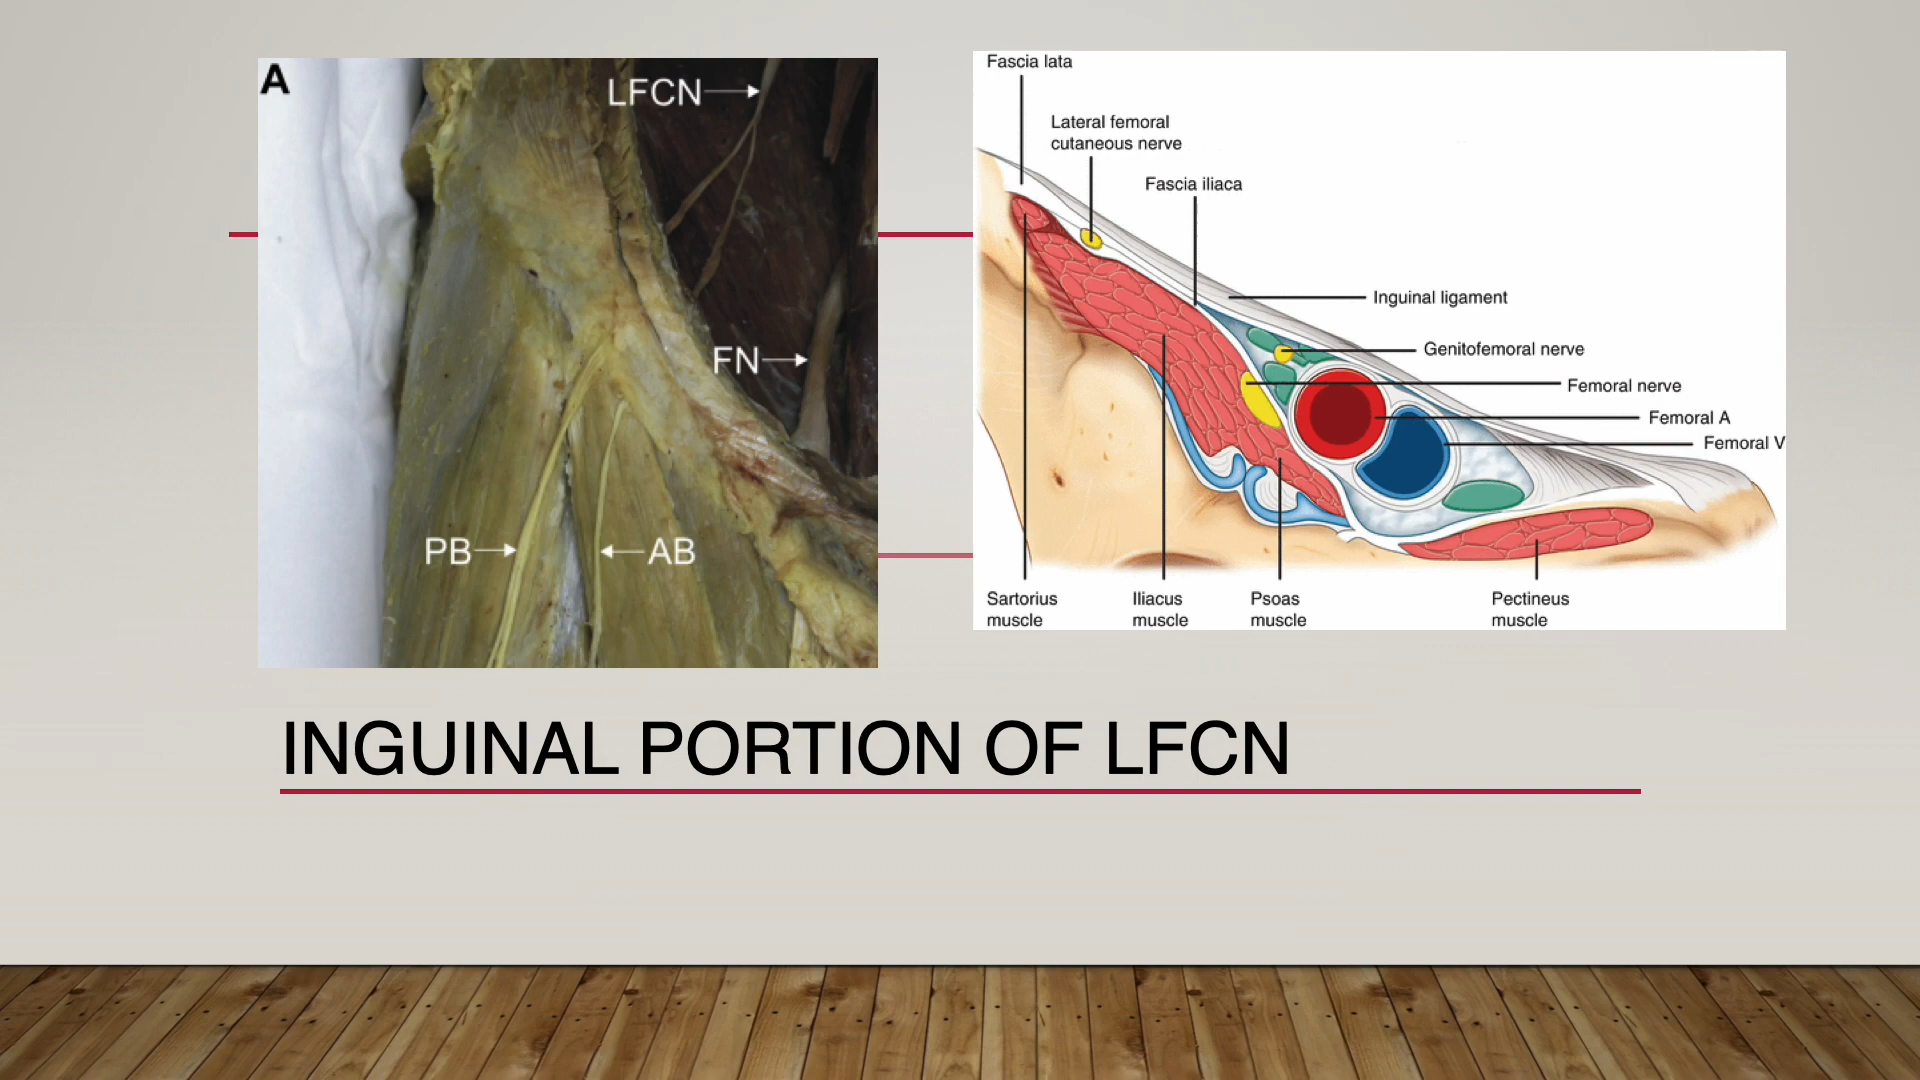 A
LFCN
FN
PB
AB
Fascia lata
Lateral femoral
cutaneous nerve
Fascia iliaca
Inguinal ligament
Genitofemoral nerve
Femoral nerve
Femoral A
Femoral V
Sartorius
muscle
Iliacus
muscle
Psoas
muscle
Pectineus
muscle
INGUINAL PORTION OF LFCN